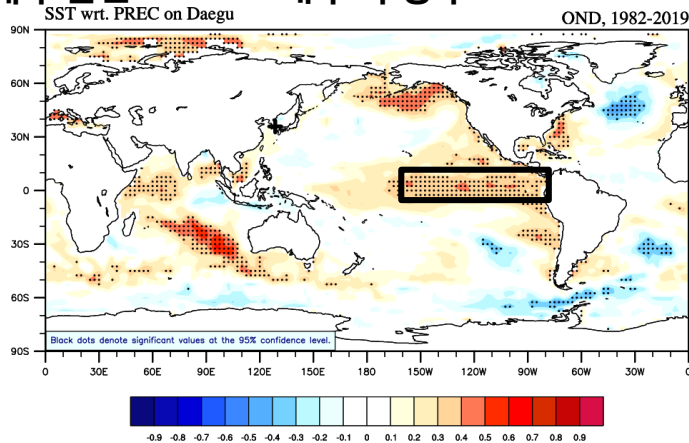 SST wrt. PREC on Daegu
OND, 1982-2019
90N
60N
30N
0
30S
60S
90S
Black dots denote significant values at the 95% confidence level.
0 30E 60E 90E 120E 150E 180 150W 120W 90W 60W 30W 0
-0.9 -0.8 -0.7 -0.5 -0.4 -0.3 -0.2 -0.1 0 0.1 0.2 0.3 0.4 0.5 0.6 0.7 0.8 0.9